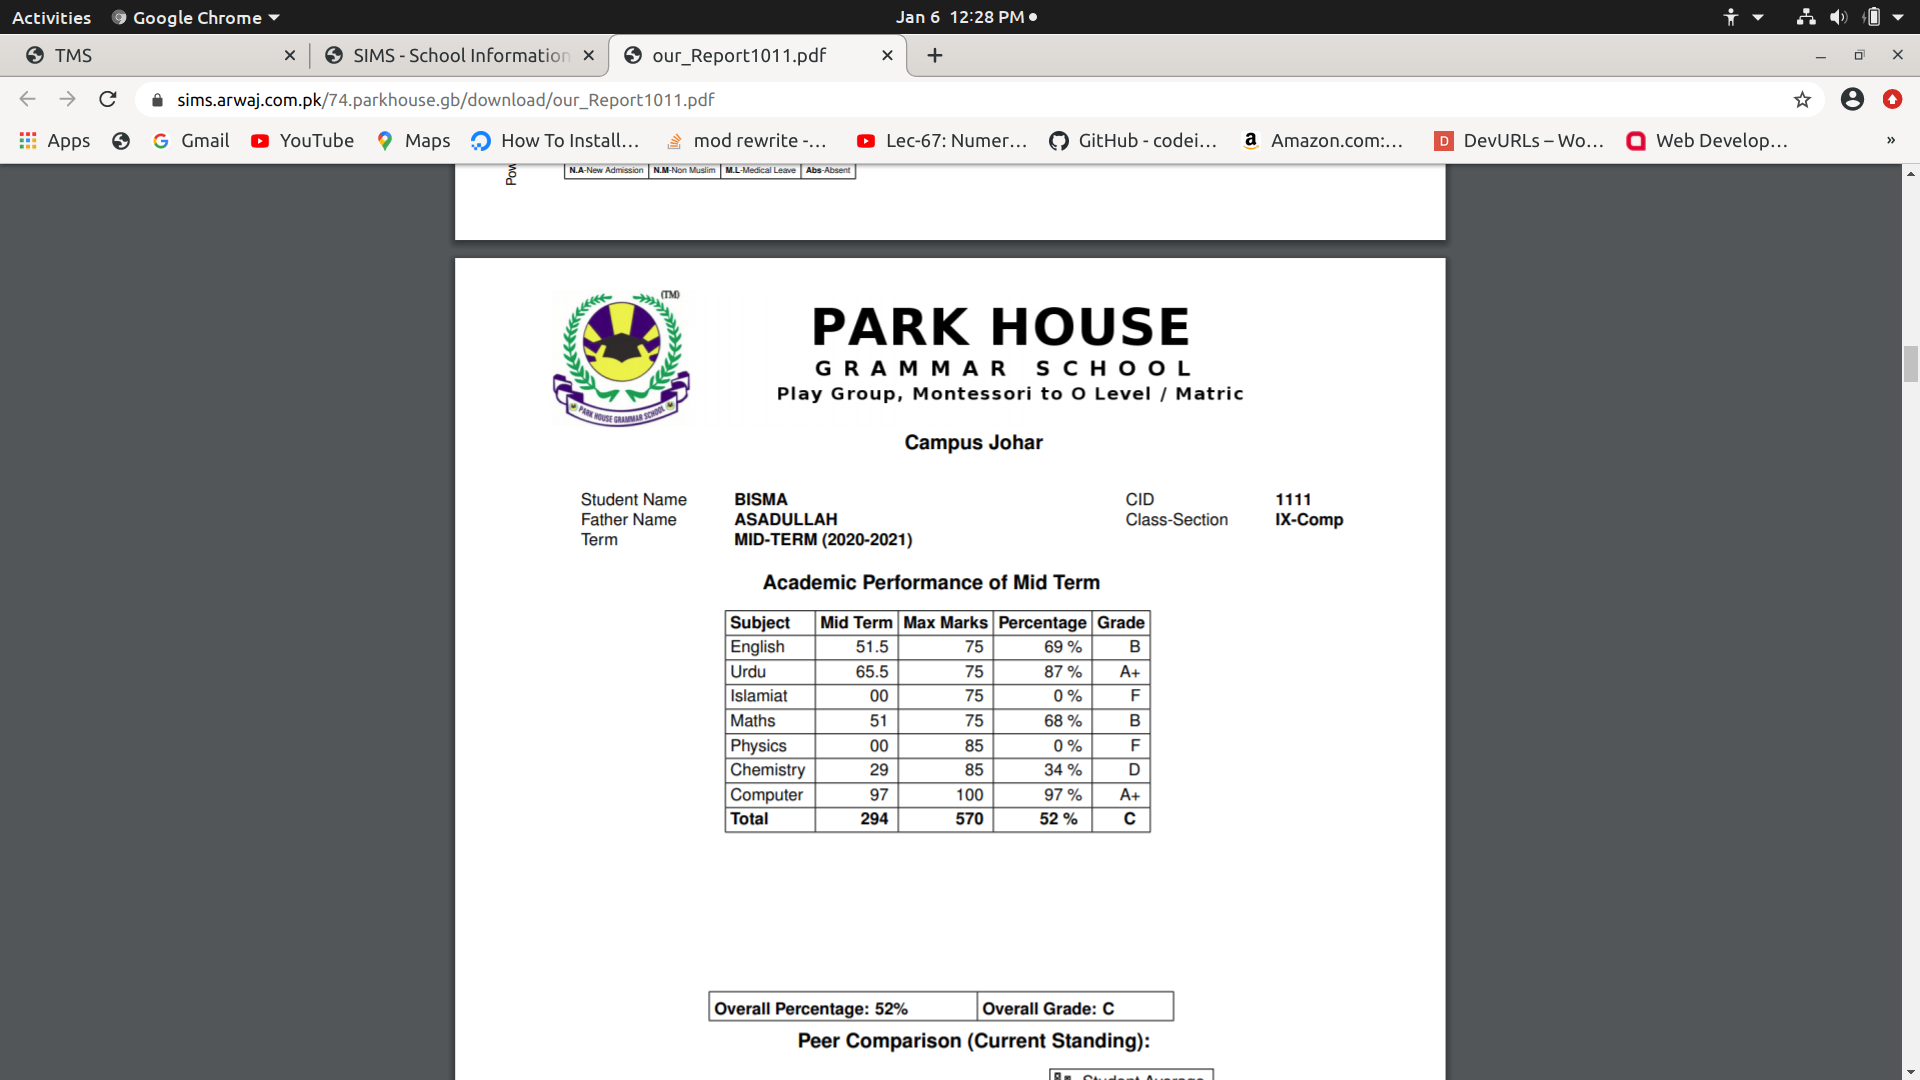 Activities Google Chrome Jan 6 12:28 PM
TMS SIMS - School Information our_Report1011.pdf
sims.arwaj.com.pk/74.parkhouse.gb/download/our_Report1011.pdf
Apps Gmail YouTube Maps How To Install... mod rewrite -... Lec-67: Numer... GitHub - codei... Amazon.com:... DevURLs – Wo... Web Develop... »
Pow
N.A-New Admission N.M-Non Muslim M.L-Medical Leave Abs-Absent
(TM)
PARK HOUSE GRAMMAR SCHOOL
PARK HOUSE
GRAMMAR SCHOOL
Play Group, Montessori to O Level / Matric
Campus Johar
Student Name BISMA CID 1111
Father Name ASADULLAH Class-Section IX-Comp
Term MID-TERM (2020-2021)
Academic Performance of Mid Term
Subject Mid Term Max Marks Percentage Grade
English 51.5 75 69 % B
Urdu 65.5 75 87 % A+
Islamiat 00 75 0 % F
Maths 51 75 68 % B
Physics 00 85 0 % F
Chemistry 29 85 34 % D
Computer 97 100 97 % A+
Total 294 570 52 % C
Overall Percentage: 52% Overall Grade: C
Peer Comparison (Current Standing):
Student Average